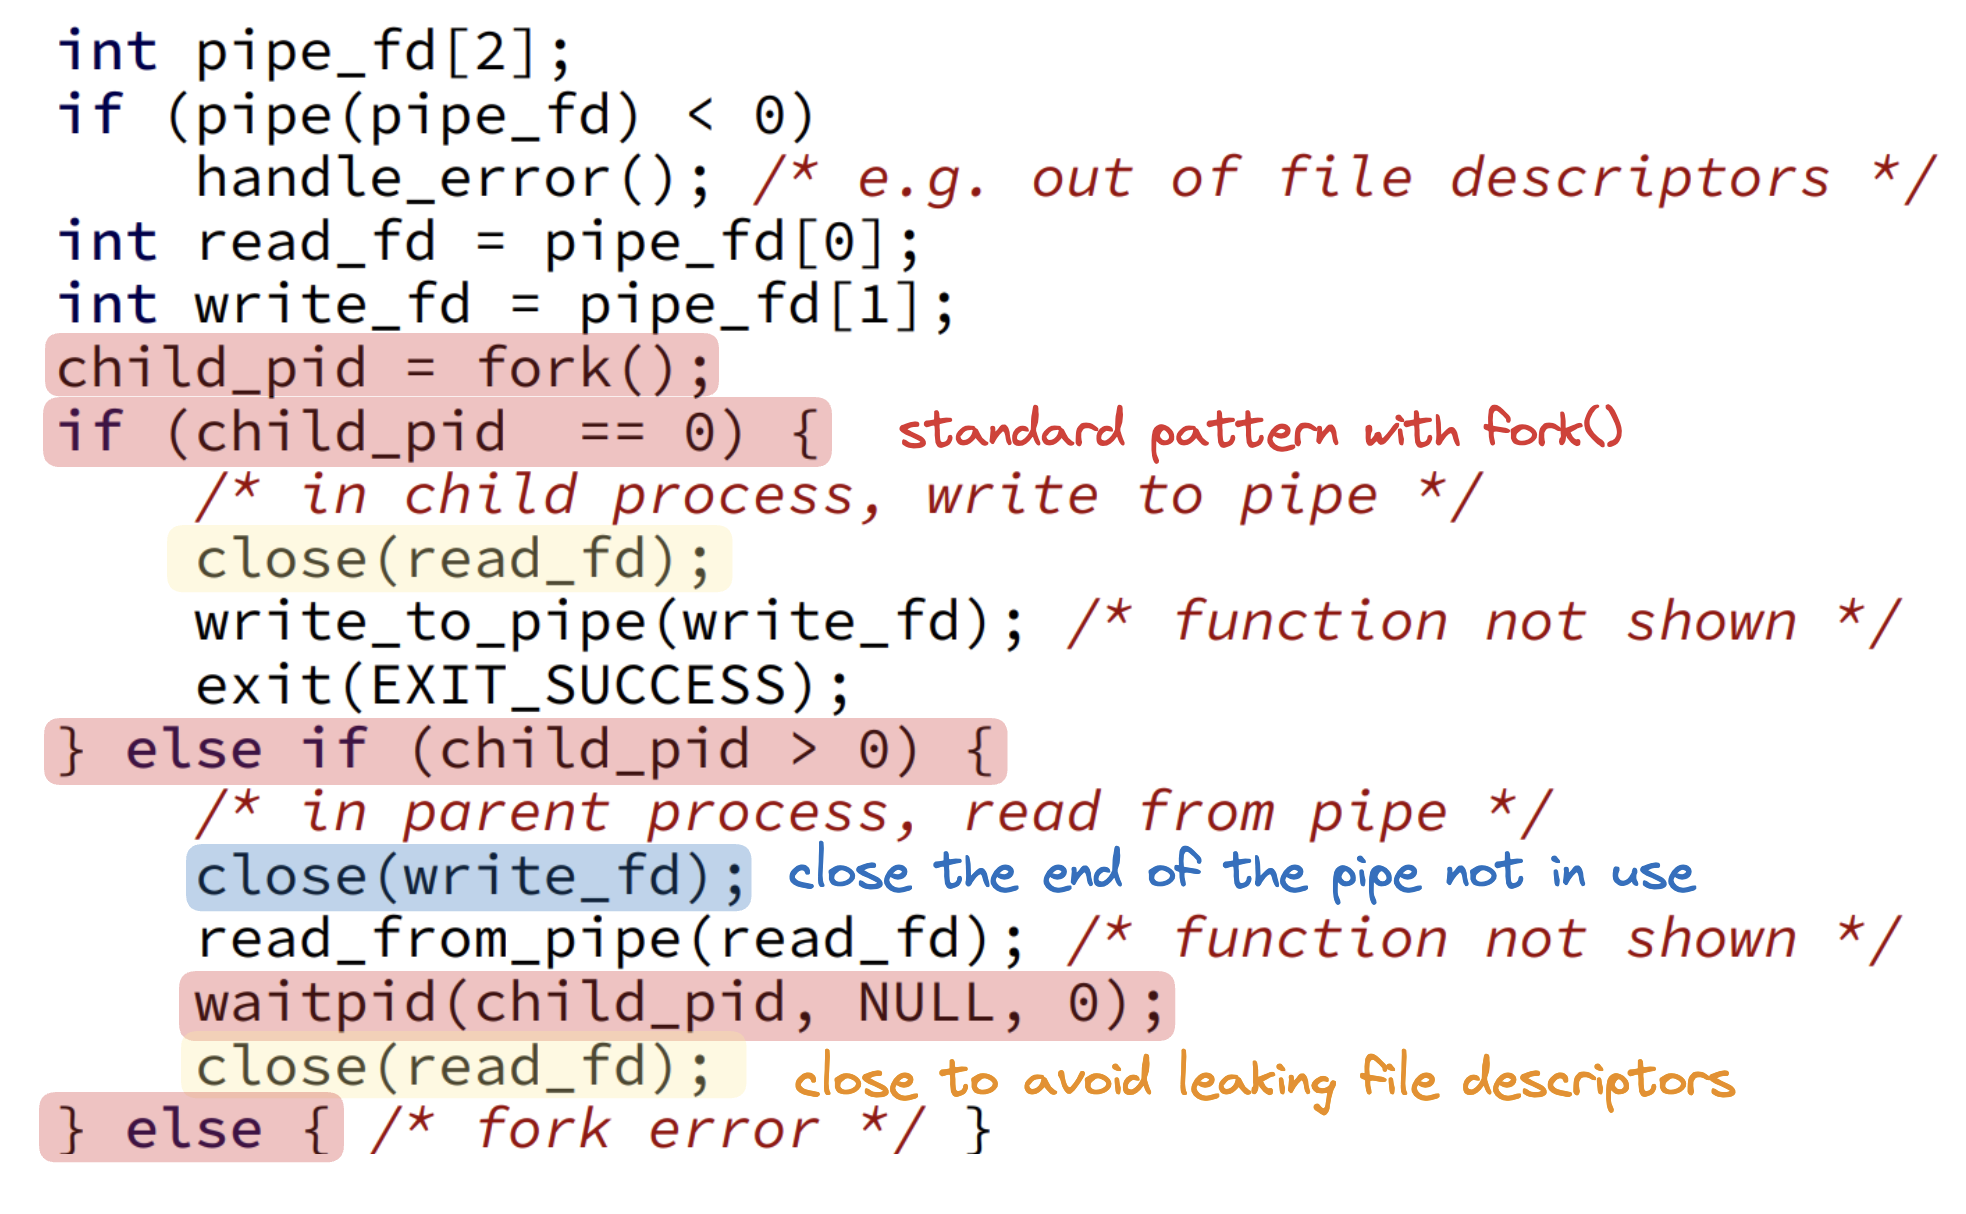 int pipe_fd[2];
if (pipe(pipe_fd) < 0)
    handle_error(); /* e.g. out of file descriptors */
int read_fd = pipe_fd[0];
int write_fd = pipe_fd[1];
child_pid = fork();
if (child_pid  == 0) { standard pattern with fork()
    /* in child process, write to pipe */
    close(read_fd);
    write_to_pipe(write_fd); /* function not shown */
    exit(EXIT_SUCCESS);
} else if (child_pid > 0) {
    /* in parent process, read from pipe */
    close(write_fd); close the end of the pipe not in use
    read_from_pipe(read_fd); /* function not shown */
    waitpid(child_pid, NULL, 0);
    close(read_fd); close to avoid leaking file descriptors
} else { /* fork error */ }